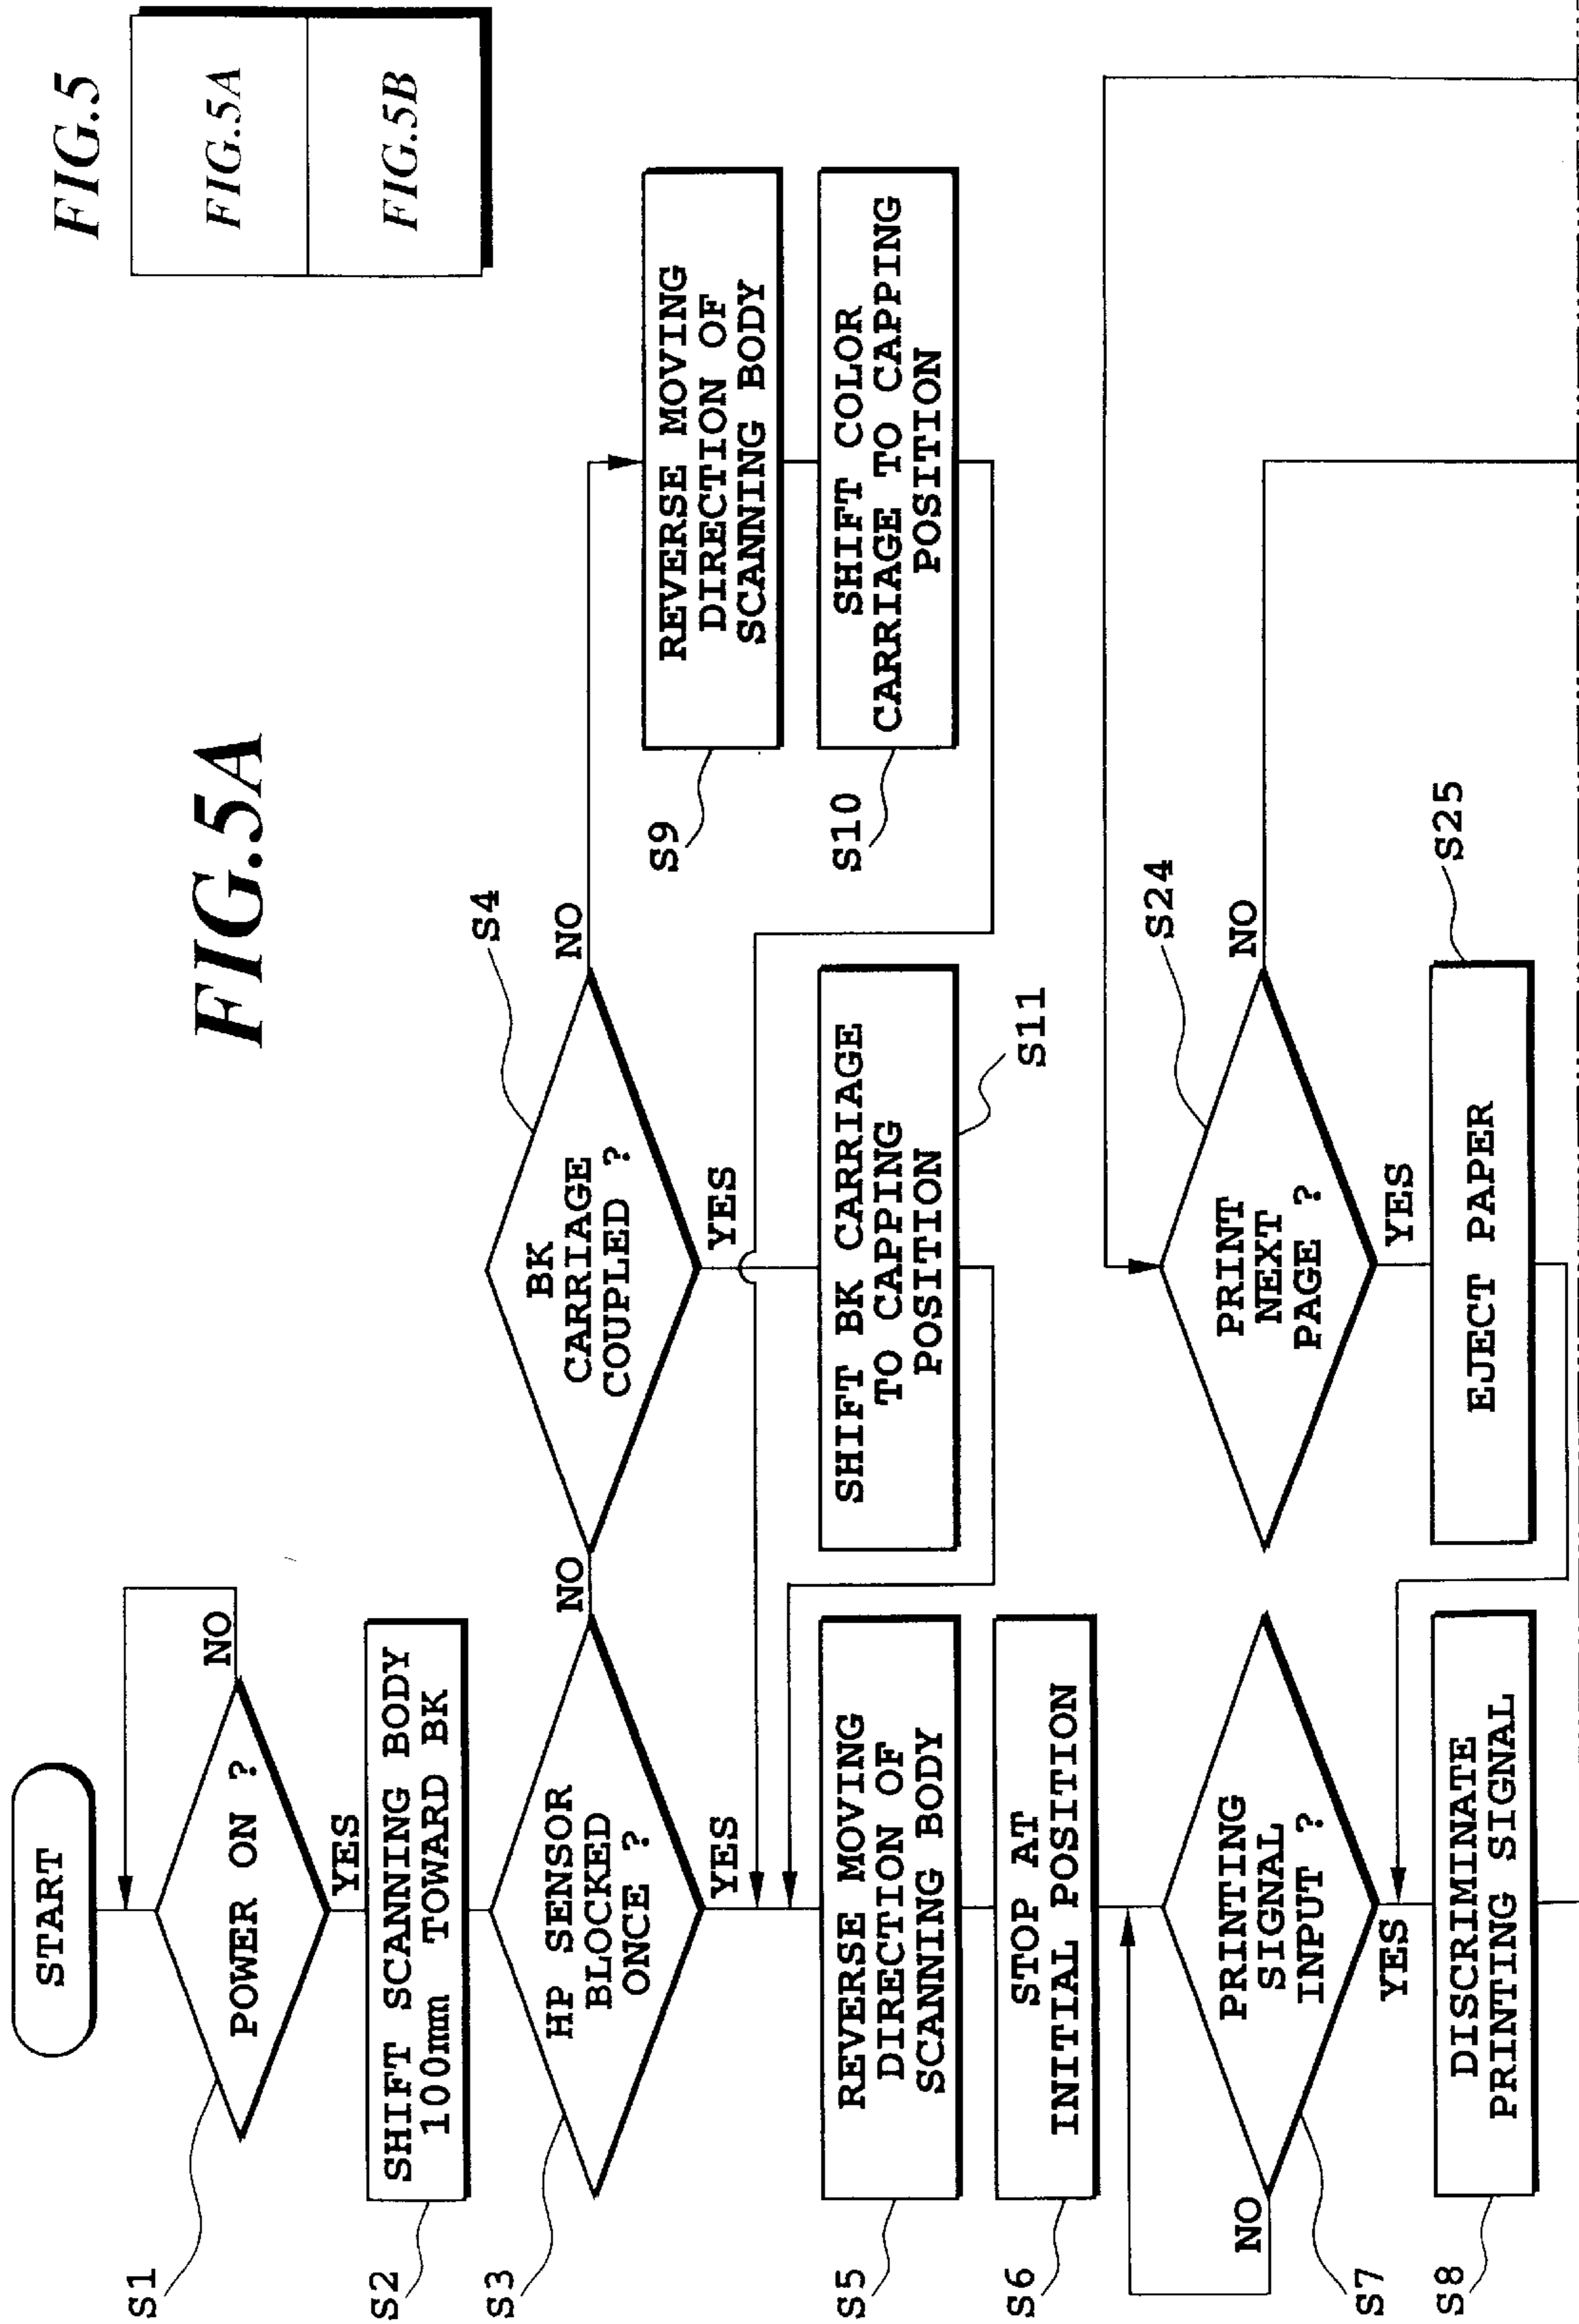 FIG.5
FIG.5A
FIG.5B
FIG.5A
START
S1
POWER ON ?
NO
YES
S2
SHIFT SCANNING BODY
100mm TOWARD BK
S3
HP SENSOR
BLOCKED
ONCE ?
NO
YES
S4
BK
CARRIAGE
COUPLED ?
NO
YES
S9
REVERSE MOVING
DIRECTION OF
SCANNING BODY
S10
SHIFT COLOR
CARRIAGE TO CAPPING
POSITION
SHIFT BK CARRIAGE
TO CAPPING
POSITION
S11
S5
REVERSE MOVING
DIRECTION OF
SCANNING BODY
S6
STOP AT
INITIAL POSITION
S7
PRINTING
SIGNAL
INPUT ?
NO
YES
S8
DISCRIMINATE
PRINTING SIGNAL
S24
PRINT
NEXT
PAGE ?
NO
YES
S25
EJECT PAPER